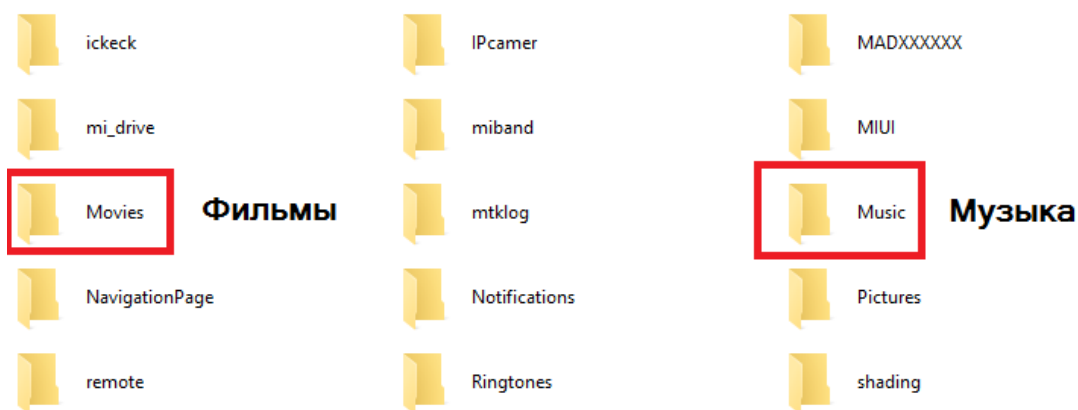 ickeck IPcamer MADXXXXXX
mi_drive miband MIUI
Movies Фильмы mtklog Music Музыка
NavigationPage Notifications Pictures
remote Ringtones shading